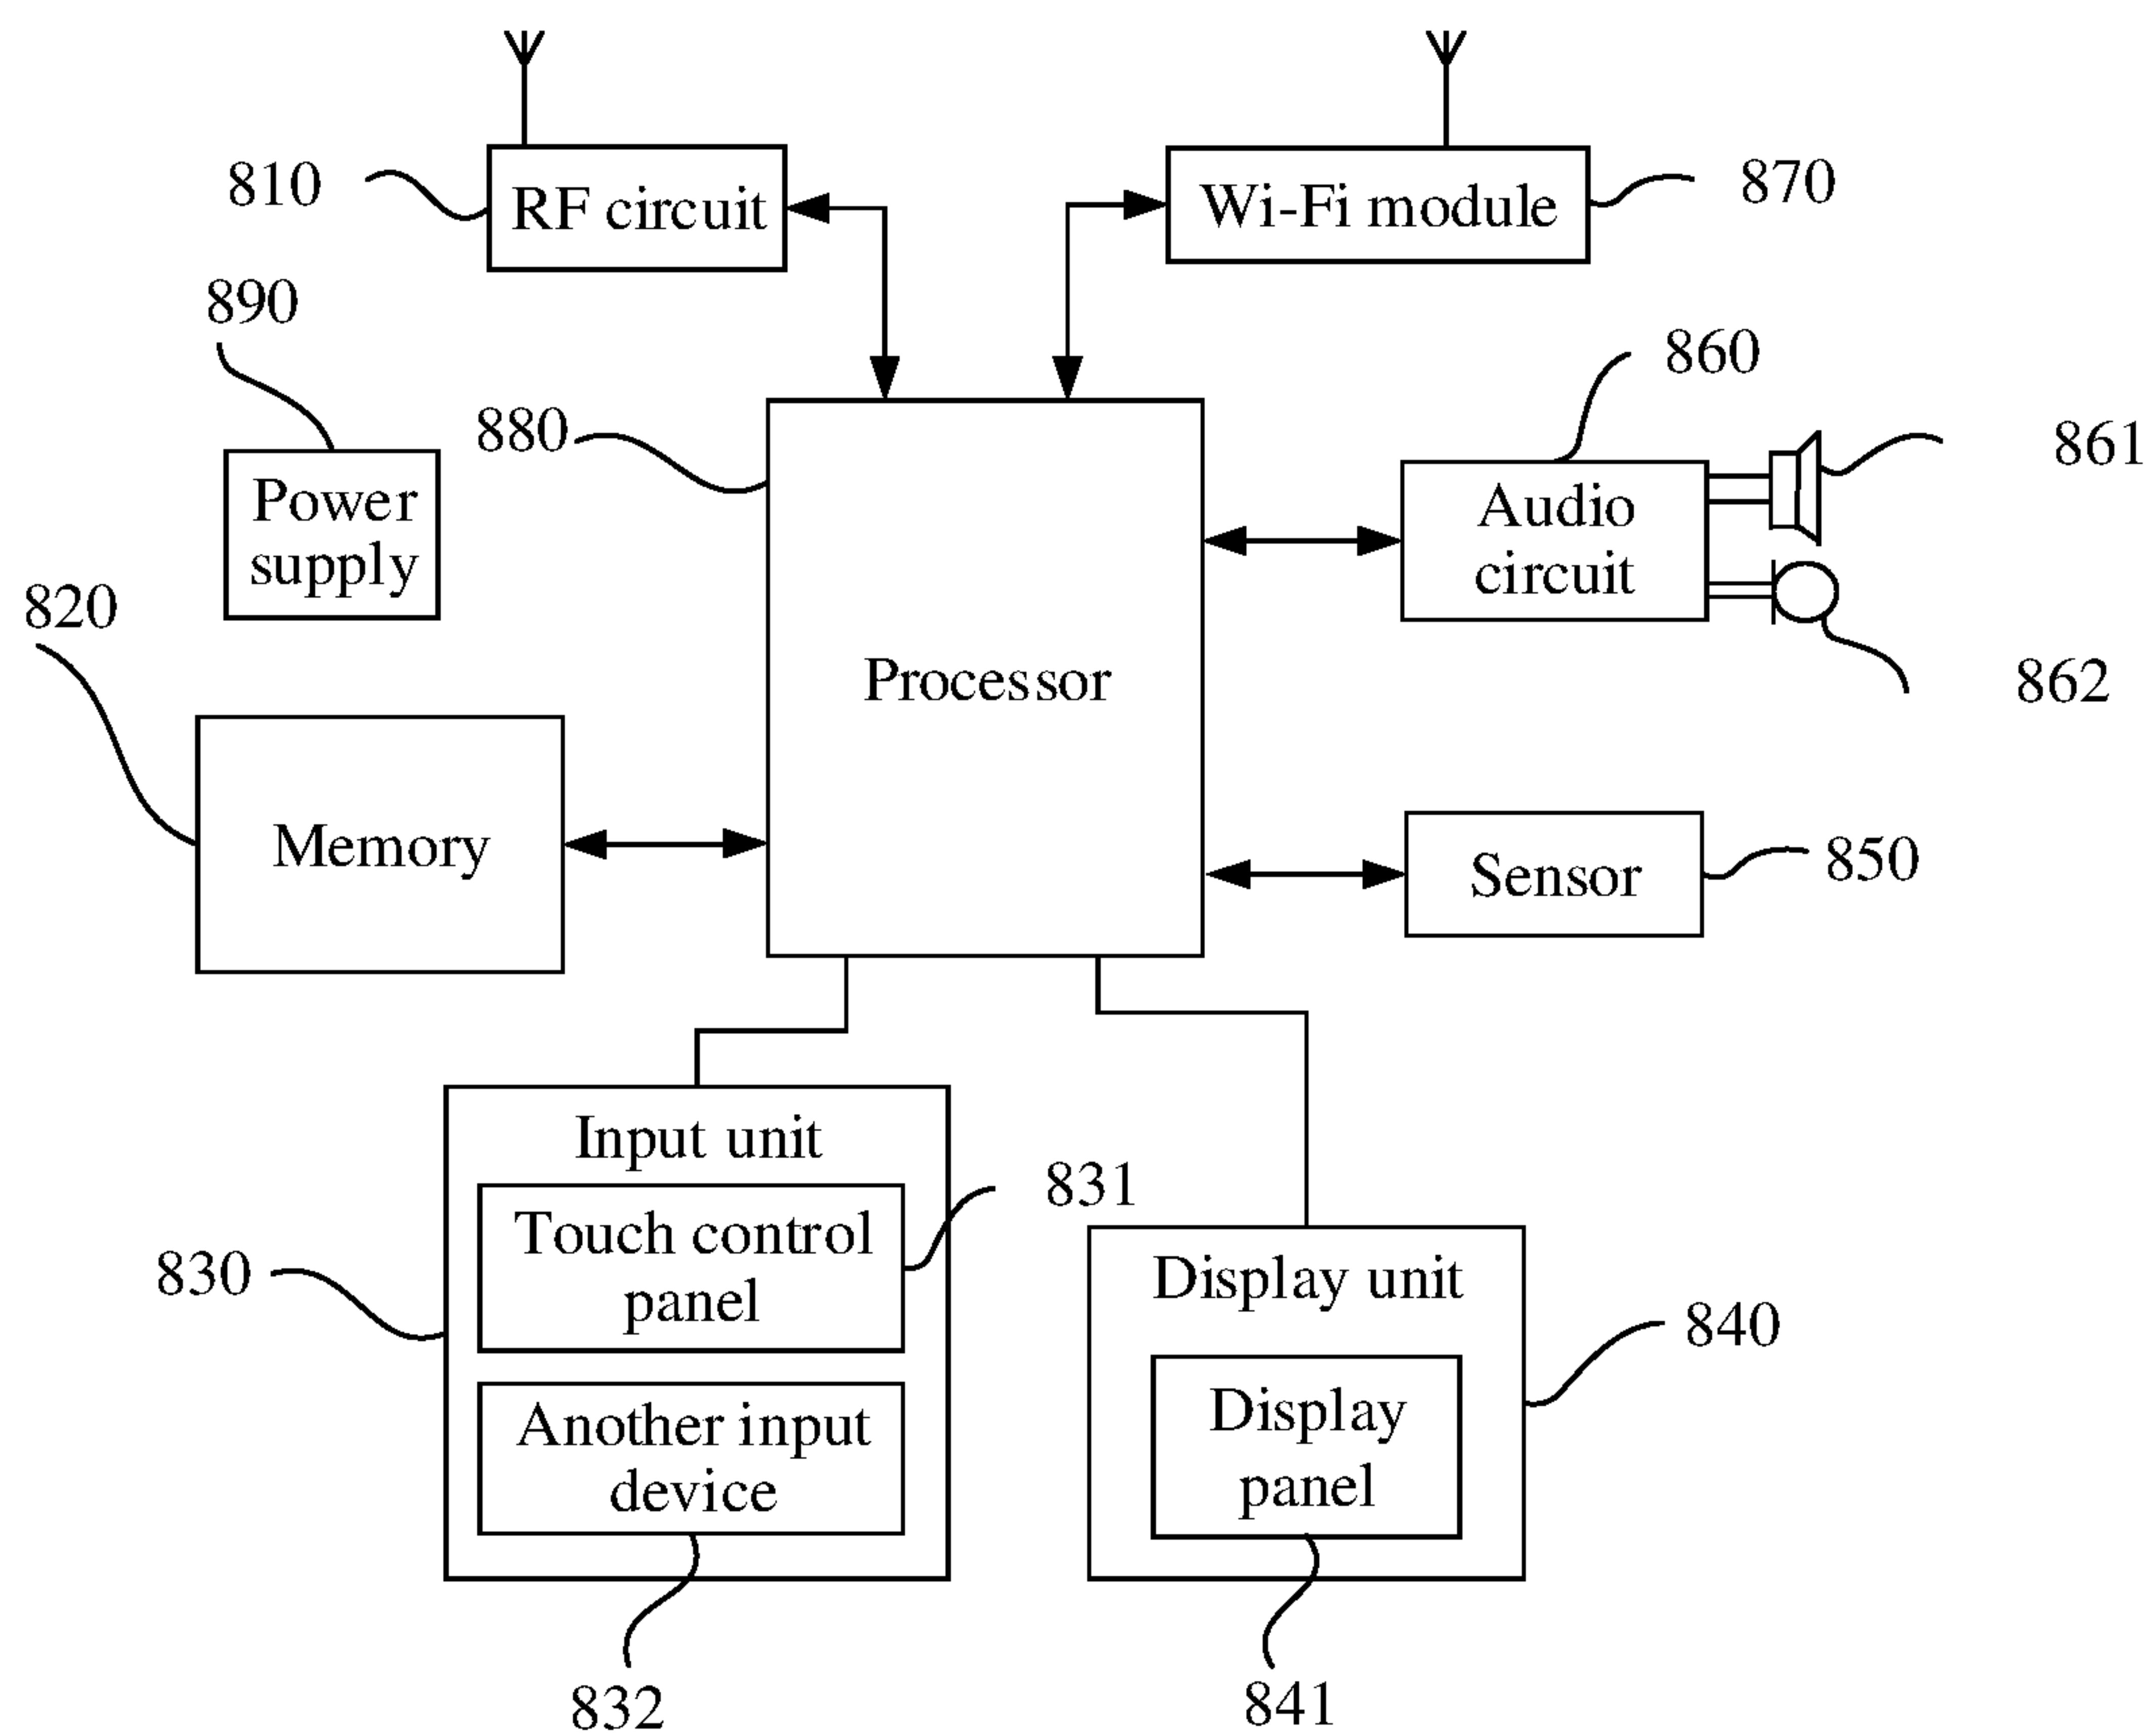 810
RF circuit
Wi-Fi module
870
890
860
880
861
Power
supply
Audio
circuit
820
Processor
862
Memory
Sensor
850
Input unit
831
Touch control
panel
830
Display unit
840
Another input
device
Display
panel
832
841